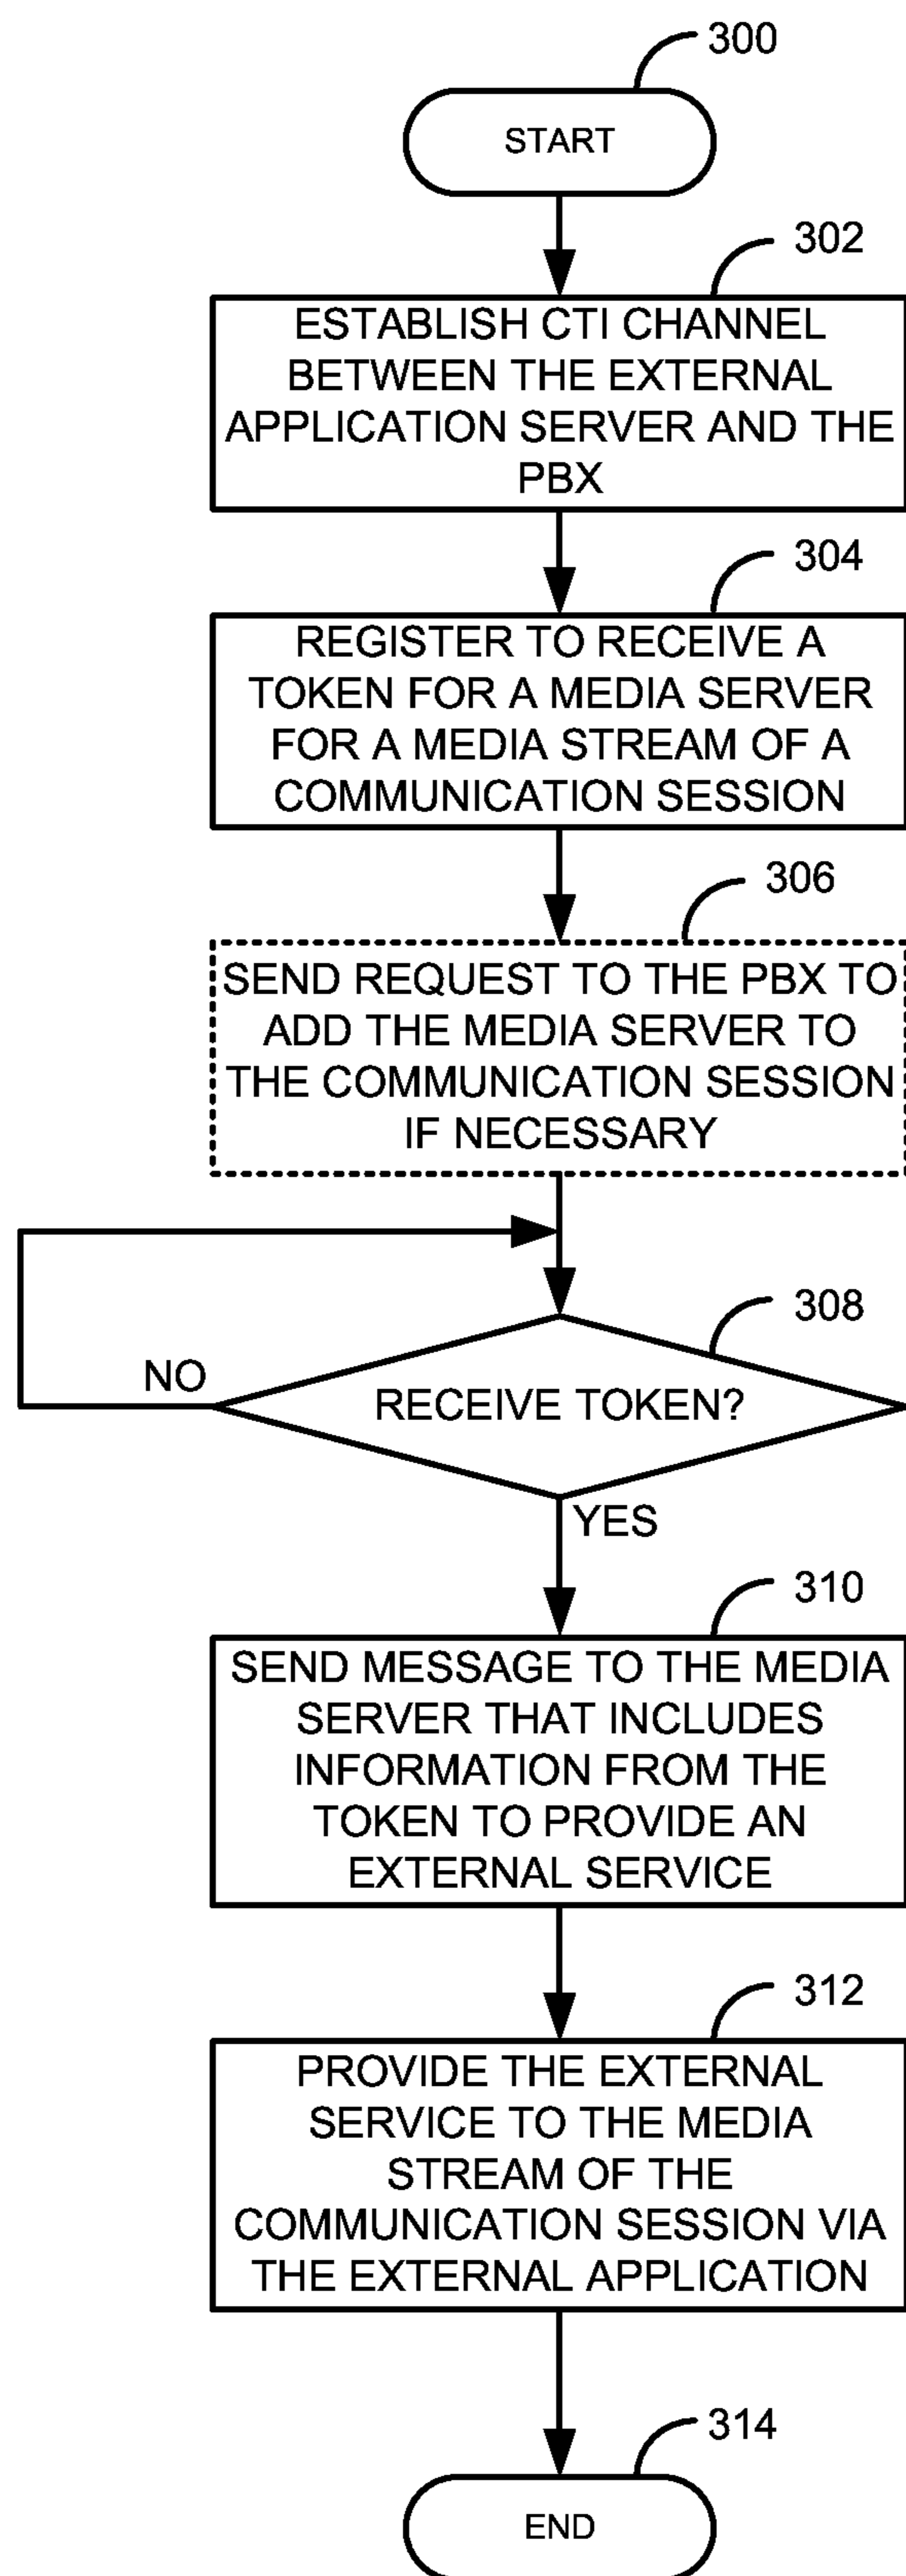 300
START
302
ESTABLISH CTI CHANNEL
BETWEEN THE EXTERNAL
APPLICATION SERVER AND THE
PBX
304
REGISTER TO RECEIVE A
TOKEN FOR A MEDIA SERVER
FOR A MEDIA STREAM OF A
COMMUNICATION SESSION
306
SEND REQUEST TO THE PBX TO
ADD THE MEDIA SERVER TO
THE COMMUNICATION SESSION
IF NECESSARY
308
NO
RECEIVE TOKEN?
YES
310
SEND MESSAGE TO THE MEDIA
SERVER THAT INCLUDES
INFORMATION FROM THE
TOKEN TO PROVIDE AN
EXTERNAL SERVICE
312
PROVIDE THE EXTERNAL
SERVICE TO THE MEDIA
STREAM OF THE
COMMUNICATION SESSION VIA
THE EXTERNAL APPLICATION
314
END